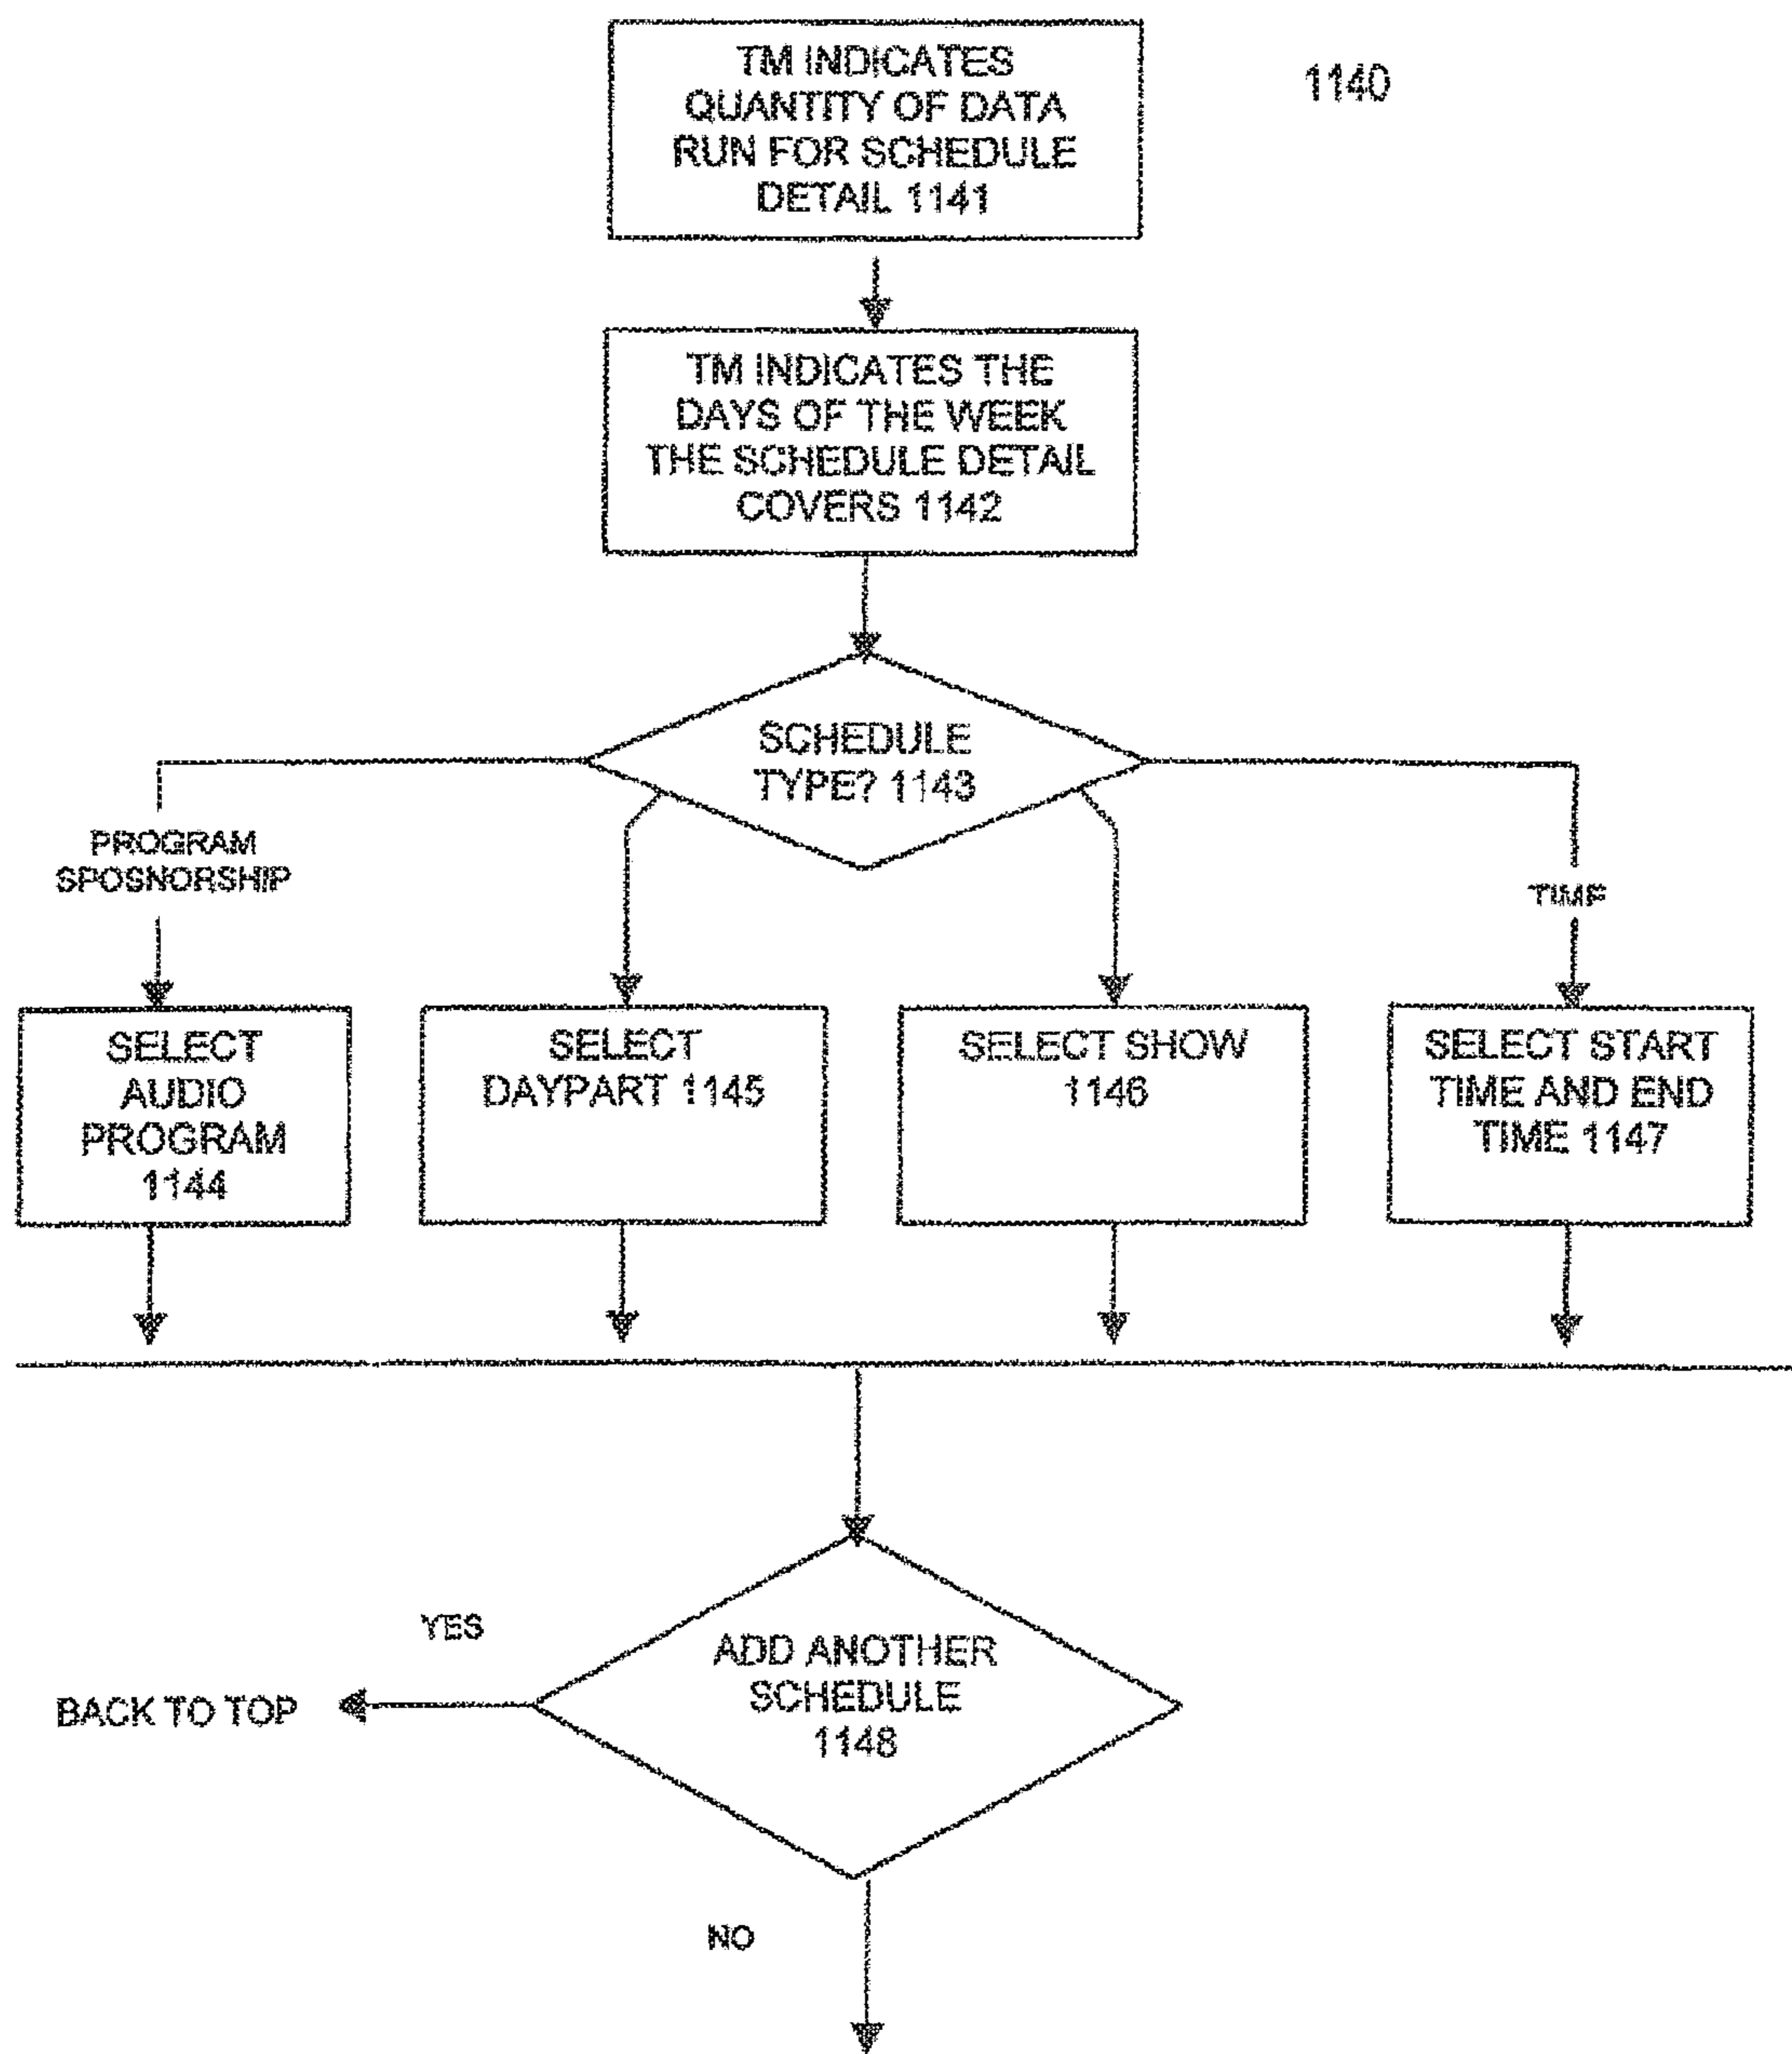 TM INDICATES
QUANTITY OF DATA
RUN FOR SCHEDULE
DETAIL 1141
1140
TM INDICATES THE
DAYS OF THE WEEK
THE SCHEDULE DETAIL
COVERS 1142
SCHEDULE
TYPE? 1143
PROGRAM
SPOSNORSHIP
TIME
SELECT
AUDIO
PROGRAM
1144
SELECT
DAYPART 1145
SELECT SHOW
1146
SELECT START
TIME AND END
TIME 1147
YES
ADD ANOTHER
SCHEDULE
1148
BACK TO TOP
NO